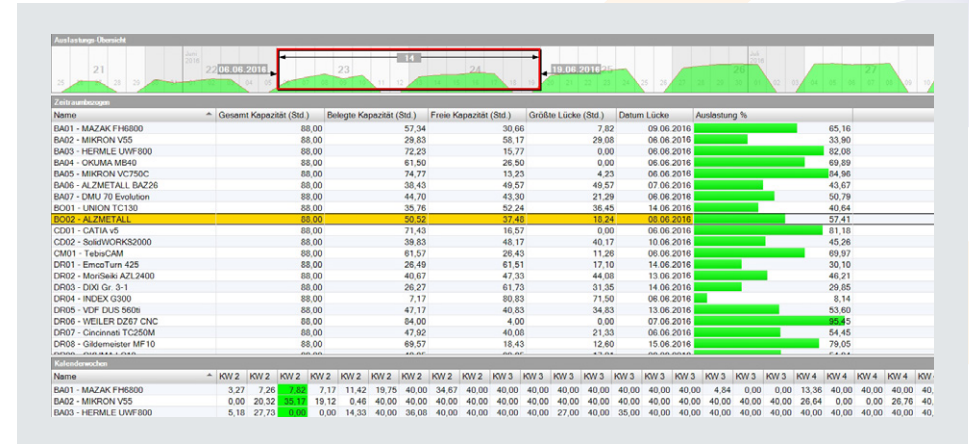 Auslastungs-Übersicht
Juni 2016 Juli 2016
21 22 06.06.2016 14 23 24 19.06.2016 25 26 27
Zeitraumbezogen
Name Gesamt Kapazität (Std.) Belegte Kapazität (Std.) Freie Kapazität (Std.) Größte Lücke (Std.) Datum Lücke Auslastung %
BA01 - MAZAK FH6800 88,00 57,34 30,66 7,82 09.06.2016 65,16
BA02 - MIKRON V55 88,00 29,83 58,17 29,08 06.06.2016 33,90
BA03 - HERMLE UWF800 88,00 72,23 15,77 0,00 06.06.2016 82,08
BA04 - OKUMA MB40 88,00 61,50 26,50 0,00 06.06.2016 69,89
BA05 - MIKRON VC750C 88,00 74,77 13,23 4,23 06.06.2016 84,96
BA06 - ALZMETALL BAZ26 88,00 38,43 49,57 49,57 07.06.2016 43,67
BA07 - DMU 70 Evolution 88,00 44,70 43,30 21,29 06.06.2016 50,79
BO01 - UNION TC130 88,00 35,76 52,24 36,45 14.06.2016 40,64
BO02 - ALZMETALL 88,00 50,52 37,48 18,24 08.06.2016 57,41
CD01 - CATIA v5 88,00 71,43 16,57 0,00 06.06.2016 81,18
CD02 - SolidWORKS2000 88,00 39,83 48,17 40,17 10.06.2016 45,26
CM01 - TebisCAM 88,00 61,57 26,43 11,26 06.06.2016 69,97
DR01 - EmcoTurn 425 88,00 26,49 61,51 17,10 14.06.2016 30,10
DR02 - MoriSeiki AZL2400 88,00 40,67 47,33 44,08 13.06.2016 46,21
DR03 - DIXI Gr. 3-1 88,00 26,27 61,73 31,35 14.06.2016 29,85
DR04 - INDEX G300 88,00 7,17 80,83 71,50 06.06.2016 8,14
DR05 - VDF DUS 560ti 88,00 47,17 40,83 34,83 13.06.2016 53,60
DR06 - WEILER DZ67 CNC 88,00 84,00 4,00 0,00 07.06.2016 95,45
DR07 - Cincinnati TC250M 88,00 47,92 40,08 21,33 06.06.2016 54,45
DR08 - Gildemeister MF10 88,00 69,57 18,43 12,60 15.06.2016 79,05
Kalenderwochen
Name KW 2 KW 2 KW 2 KW 2 KW 2 KW 2 KW 2 KW 2 KW 2 KW 3 KW 3 KW 3 KW 3 KW 3 KW 3 KW 3 KW 3 KW 3 KW 3 KW 4 KW 4 KW 4 KW 4 KW
BA01 - MAZAK FH6800 3,27 7,26 7,82 7,17 11,42 19,75 40,00 34,67 40,00 40,00 40,00 40,00 40,00 40,00 40,00 4,84 0,00 0,00 13,36 40,00 40,00 40,00 40,
BA02 - MIKRON V55 0,00 20,32 35,17 19,12 0,46 40,00 40,00 40,00 40,00 40,00 40,00 40,00 40,00 40,00 40,00 40,00 40,00 40,00 40,00 26,64 0,00 0,00 26,76 40,
BA03 - HERMLE UWF800 5,18 27,73 0,00 0,00 14,33 40,00 36,08 40,00 40,00 40,00 40,00 27,00 40,00 35,00 40,00 40,00 40,00 40,00 40,00 40,00 40,00 40,00 40,00 40,